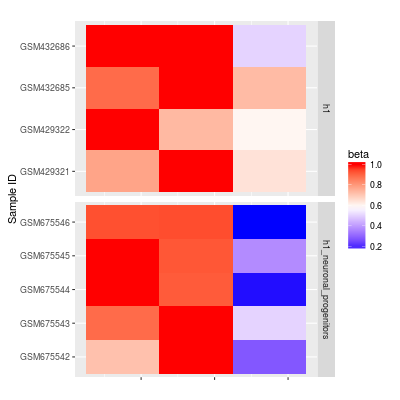 Sample ID
GSM432686
GSM432685
GSM429322
GSM429321
h1
GSM675546
GSM675545
GSM675544
GSM675543
GSM675542
h1_neuronal_progenitors
beta
1.0
0.8
0.6
0.4
0.2